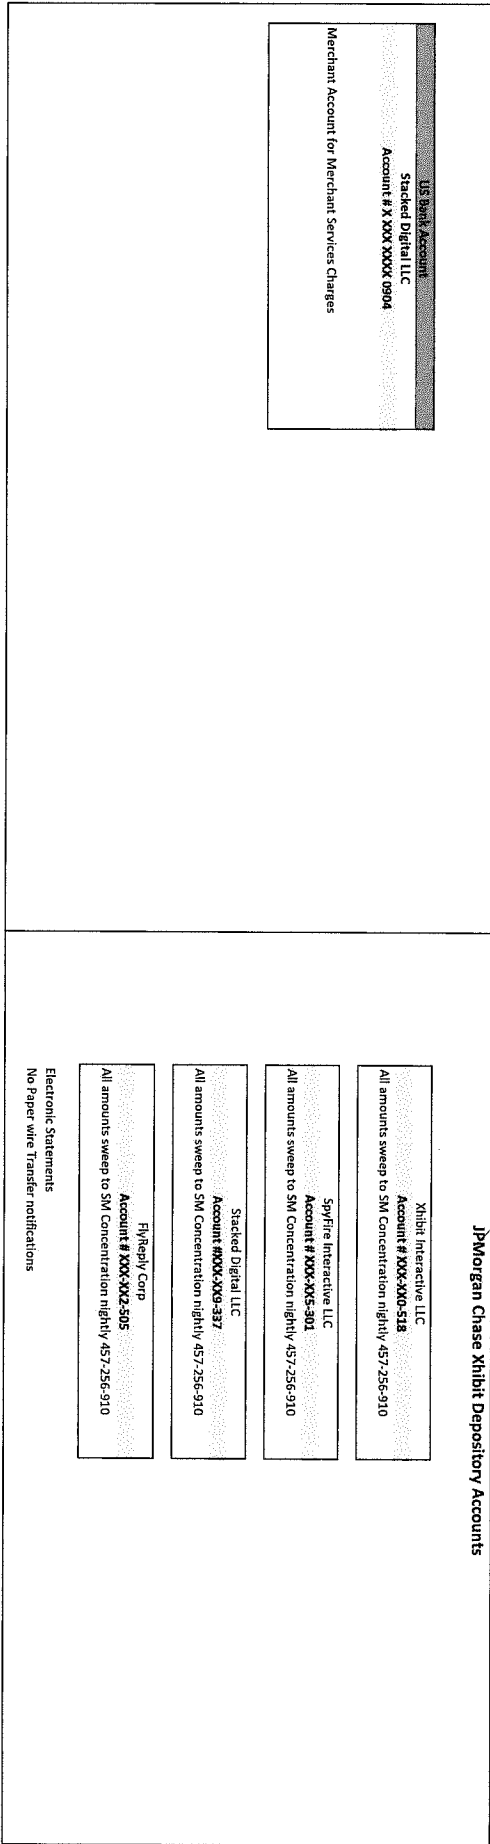 US Bank Account
Stacked Digital LLC
Account # X XXX XXXX 0904
Merchant Account for Merchant Services Charges
JPMorgan Chase Xhibit Depository Accounts
Xhibit Interactive LLC
Account # XXX-XX0-518
All amounts sweep to SM Concentration nightly 457-256-910
SpyFire Interactive LLC
Account # XXX-XX5-301
All amounts sweep to SM Concentration nightly 457-256-910
Stacked Digital LLC
Account #XXX-XX9-337
All amounts sweep to SM Concentration nightly 457-256-910
FlyReply Corp
Account # XXX-XX2-505
All amounts sweep to SM Concentration nightly 457-256-910
Electronic Statements
No Paper wire Transfer notifications